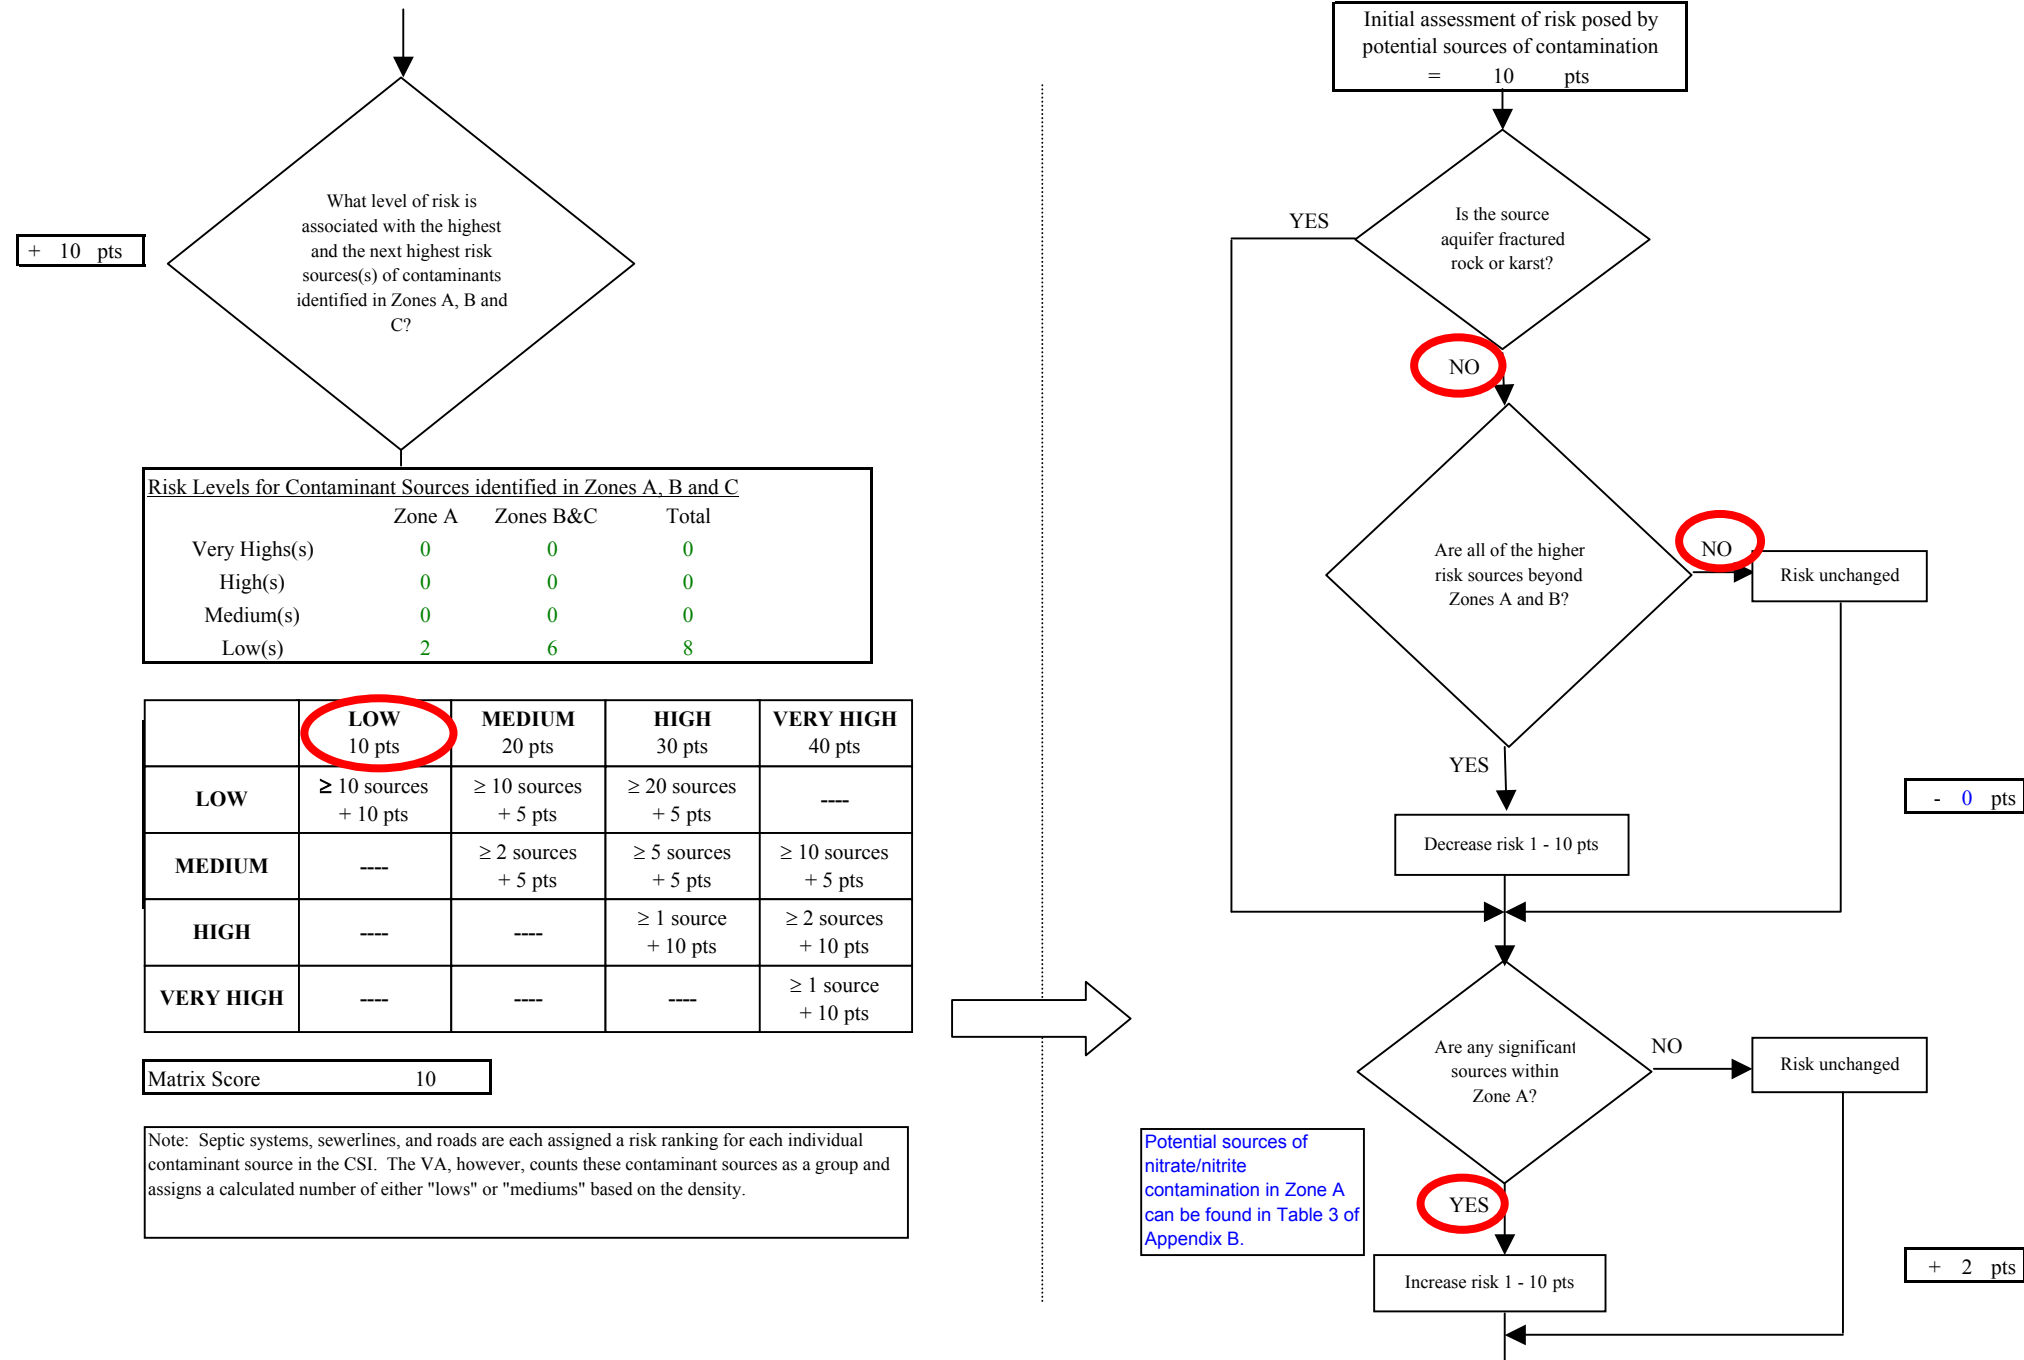 What level of risk is
associated with the highest
and the next highest risk
sources(s) of contaminants
identified in Zones A, B and
C?
+ 10 pts
Risk Levels for Contaminant Sources identified in Zones A, B and C
Zone A Zones B&C Total
Very Highs(s) 0 0 0
High(s) 0 0 0
Medium(s) 0 0 0
Low(s) 2 6 8
LOW MEDIUM HIGH VERY HIGH
10 pts 20 pts 30 pts 40 pts
LOW ≥ 10 sources ≥ 10 sources ≥ 20 sources ----
+ 10 pts + 5 pts + 5 pts
MEDIUM ---- ≥ 2 sources ≥ 5 sources ≥ 10 sources
+ 5 pts + 5 pts + 5 pts
HIGH ---- ---- ≥ 1 source ≥ 2 sources
+ 10 pts + 10 pts
VERY HIGH ---- ---- ---- ≥ 1 source
+ 10 pts
Matrix Score 10
Note: Septic systems, sewerlines, and roads are each assigned a risk ranking for each individual
contaminant source in the CSI. The VA, however, counts these contaminant sources as a group and
assigns a calculated number of either "lows" or "mediums" based on the density.
Initial assessment of risk posed by
potential sources of contamination
= 10 pts
Is the source
aquifer fractured
rock or karst?
YES
NO
Are all of the higher
risk sources beyond
Zones A and B?
NO
Risk unchanged
YES
- 0 pts
Decrease risk 1 - 10 pts
Are any significant
sources within
Zone A?
NO
Risk unchanged
Potential sources of
nitrate/nitrite
contamination in Zone A
can be found in Table 3 of
Appendix B.
YES
+ 2 pts
Increase risk 1 - 10 pts